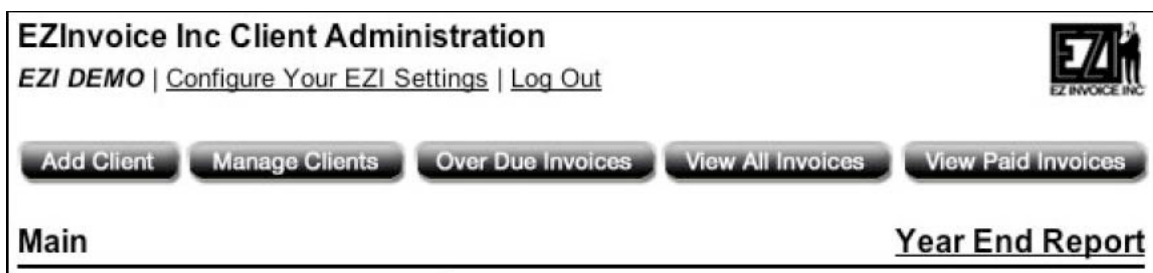 EZInvoice Inc Client Administration
EZI DEMO | Configure Your EZI Settings | Log Out
EZI
EZ INVOICE INC
Add Client Manage Clients Over Due Invoices View All Invoices View Paid Invoices
Main Year End Report